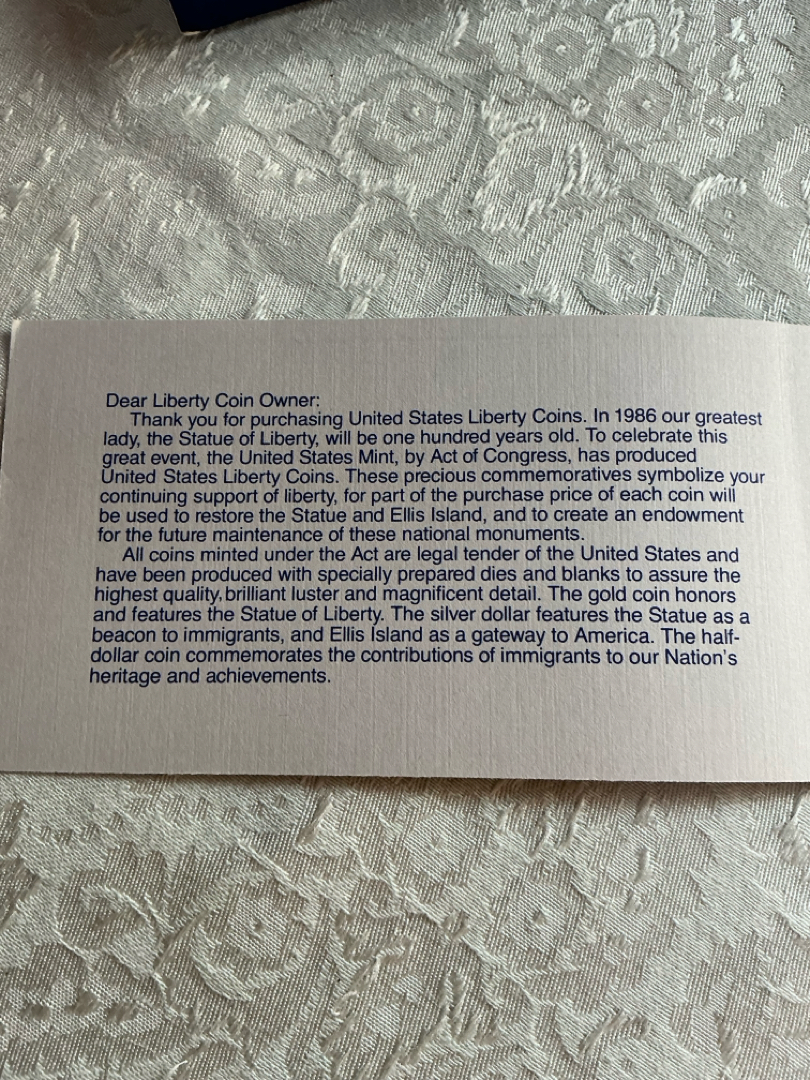 Dear Liberty Coin Owner:
Thank you for purchasing United States Liberty Coins. In 1986 our greatest
lady, the Statue of Liberty, will be one hundred years old. To celebrate this
great event, the United States Mint, by Act of Congress, has produced
United States Liberty Coins. These precious commemoratives symbolize your
continuing support of liberty, for part of the purchase price of each coin will
be used to restore the Statue and Ellis Island, and to create an endowment
for the future maintenance of these national monuments.
All coins minted under the Act are legal tender of the United States and
have been produced with specially prepared dies and blanks to assure the
highest quality, brilliant luster and magnificent detail. The gold coin honors
and features the Statue of Liberty. The silver dollar features the Statue as a
beacon to immigrants, and Ellis Island as a gateway to America. The half-
dollar coin commemorates the contributions of immigrants to our Nation's
heritage and achievements.